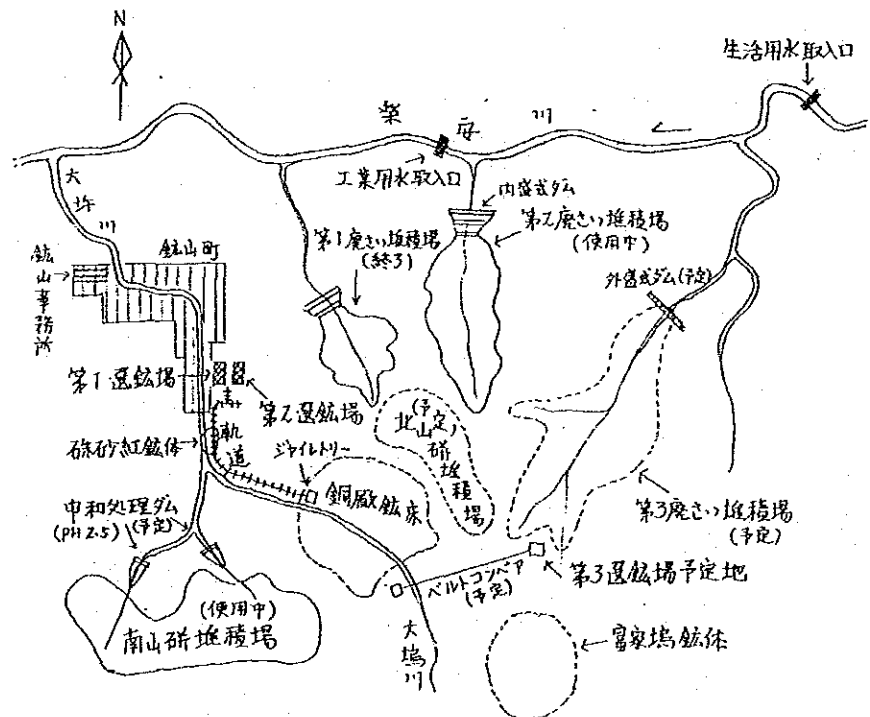 N
生活用水取入口
楽安川
工業用水取入口
内盛式ダム
第2廃さい堆積場
(使用中)
第1廃さい堆積場
(終了)
外盛式ダム(予定)
大坞川
鉱山町
鉱山事務所
第1選鉱場
第2選鉱場
軌道
ジャイレトリー
北山硑堆積場
(予定)
硃砂紅鉱体
銅廠鉱床
中和処理ダム
(PH2.5)
(予定)
第3廃さい堆積場
(予定)
第3選鉱場予定地
ベルトコンベア
(予定)
(使用中)
南山硑堆積場
大塢川
富家塢鉱体